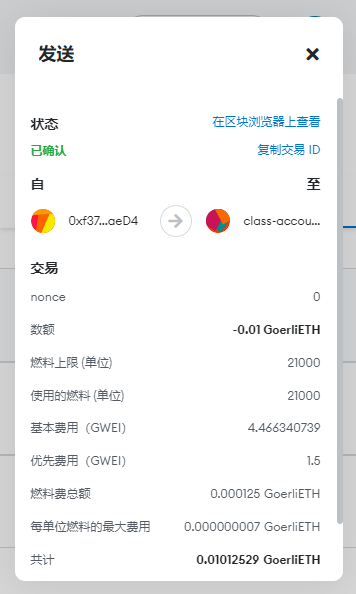 发送
状态 在区块浏览器上查看
已确认 复制交易 ID
自 至
0xf37...aeD4 class-accou...
交易
nonce 0
数额 -0.01 GoerliETH
燃料上限 (单位) 21000
使用的燃料 (单位) 21000
基本费用（GWEI） 4.466340739
优先费用（GWEI） 1.5
燃料费总额 0.000125 GoerliETH
每单位燃料的最大费用 0.000000007 GoerliETH
共计 0.01012529 GoerliETH